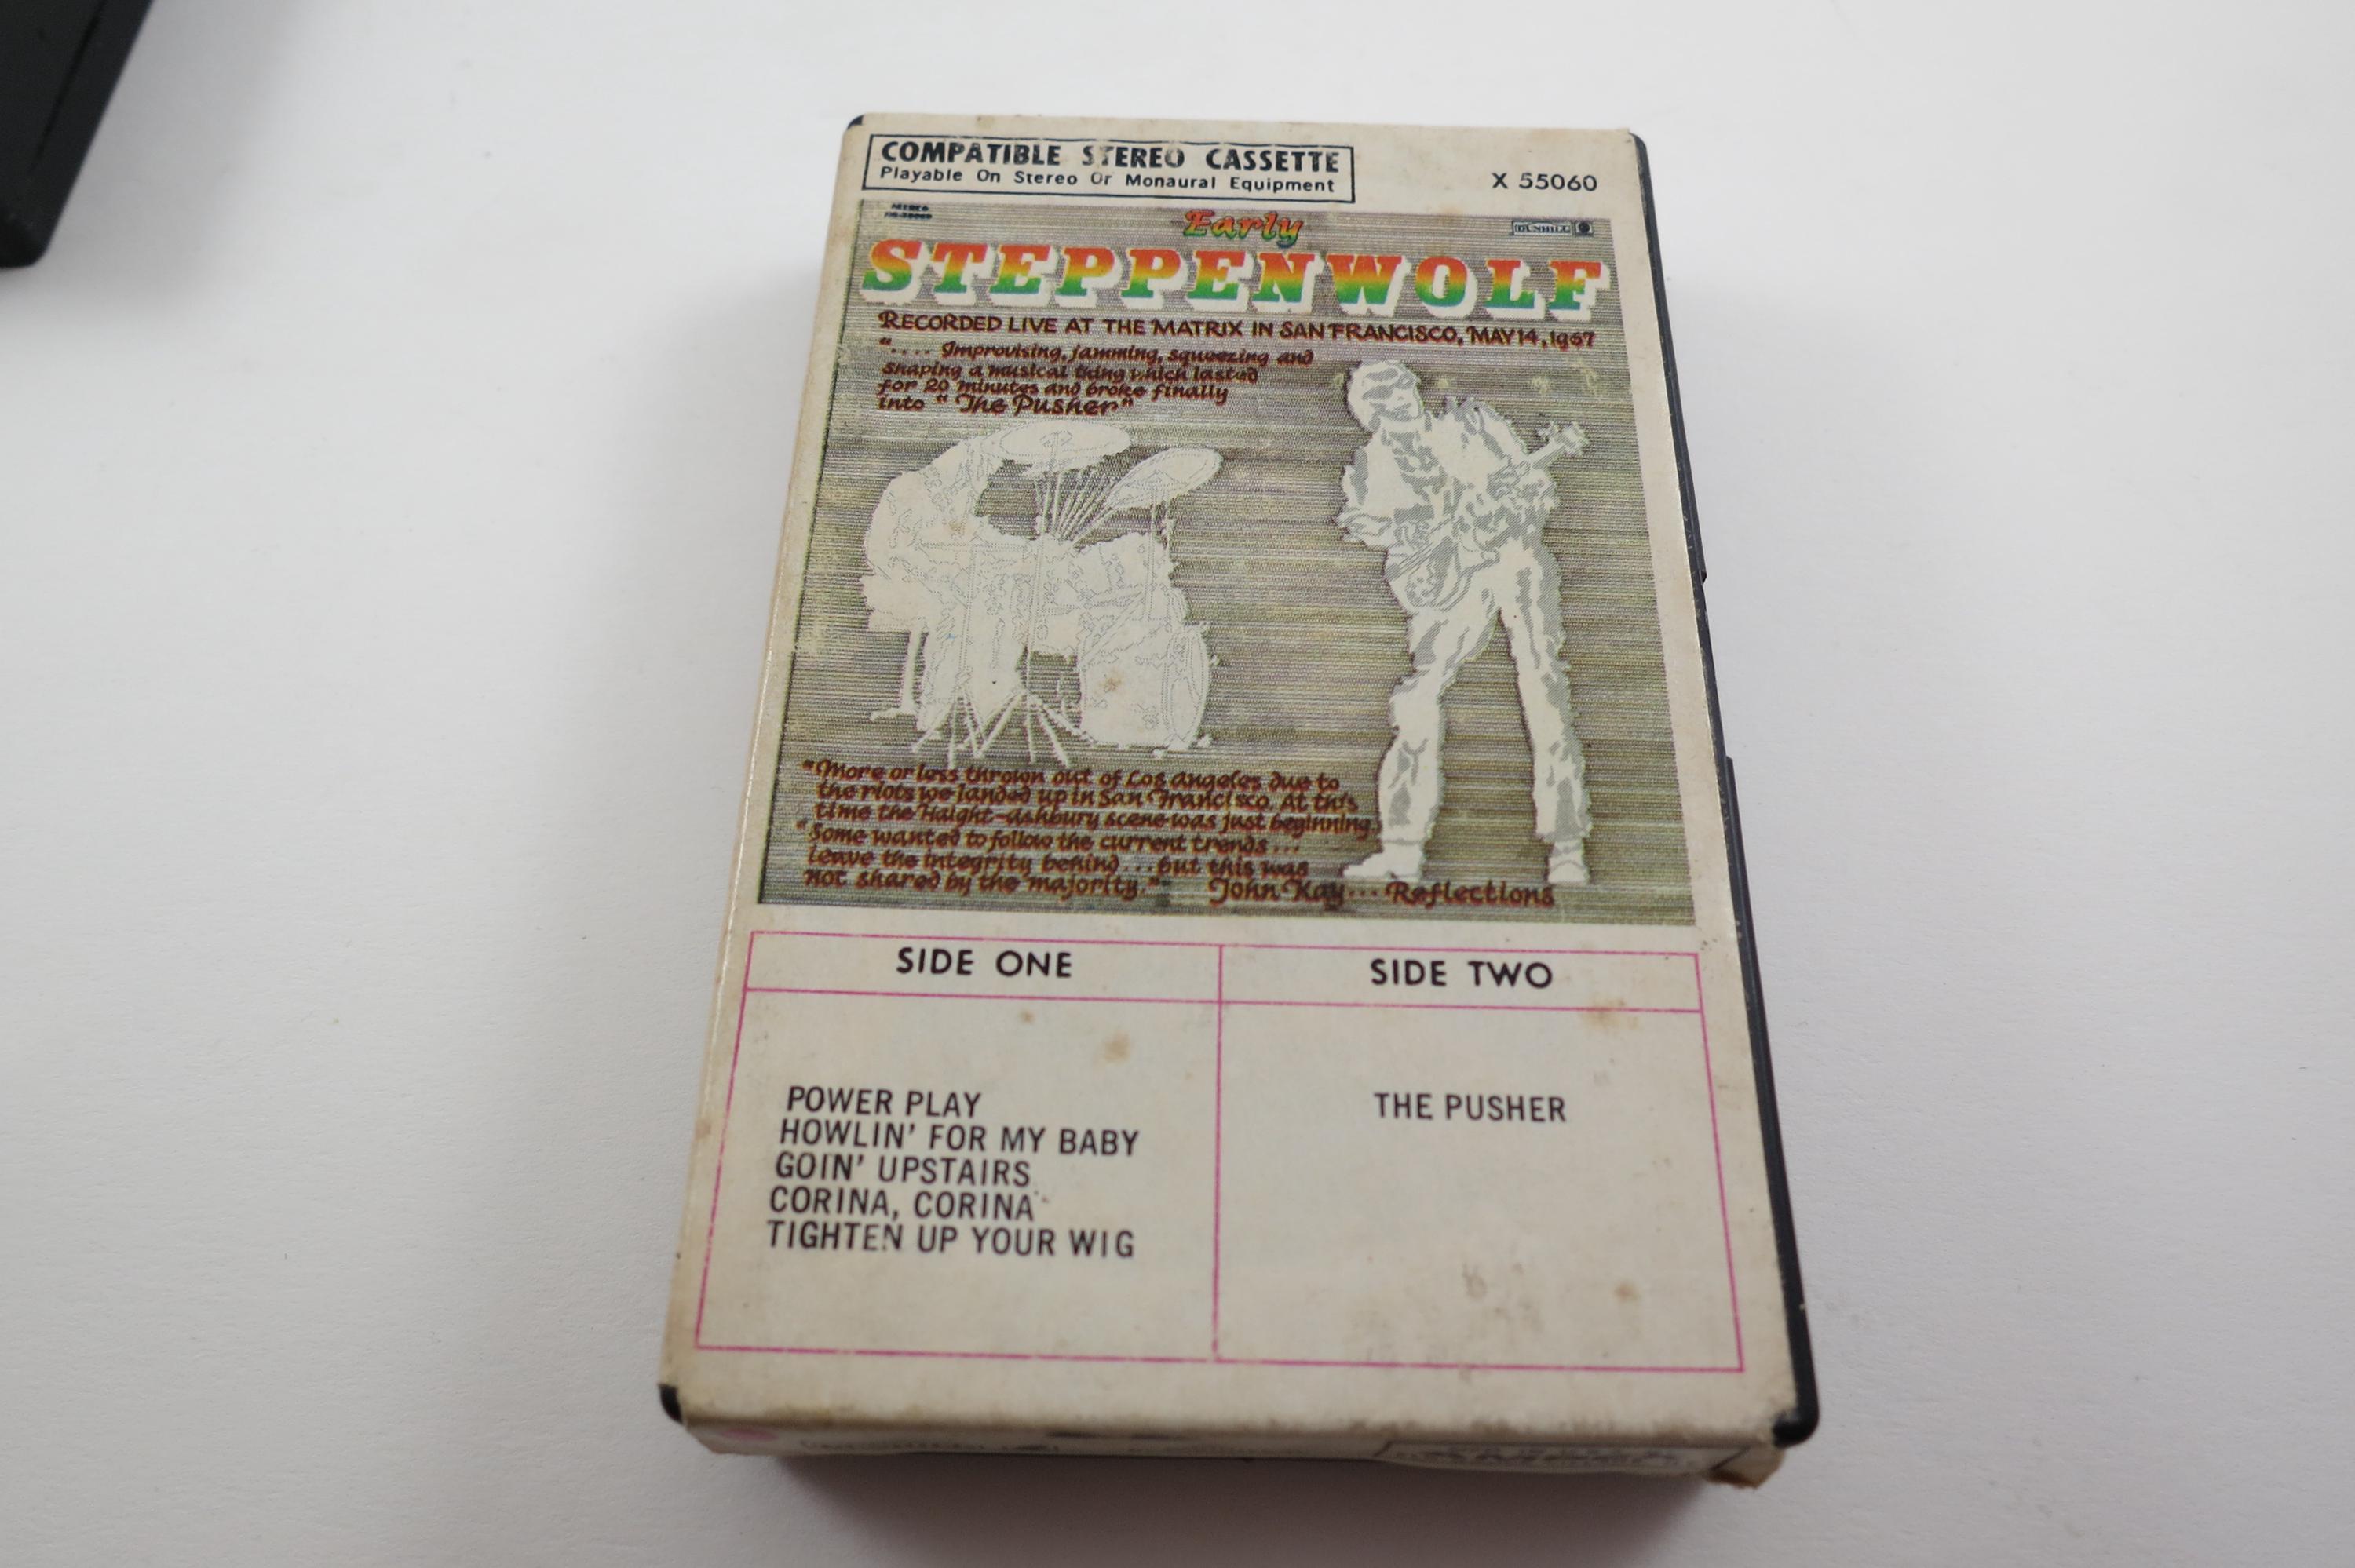 COMPATIBLE STEREO CASSETTE
Playable On Stereo Or Monaural Equipment
X 55060
STEREO
DUNHILL
Early
STEPPENWOLF
RECORDED LIVE AT THE MATRIX IN SAN FRANCISCO, MAY 14, 1967
".... Improvising, jamming, squeezing and
shaping a musical thing which lasted
for 20 minutes and broke finally
into "The Pusher"
"More or less thrown out of Los Angeles due to
the riots we landed up in San Francisco. At this
time the Haight-ashbury scene was just beginning.
"Some wanted to follow the current trends...
leave the integrity behind...but this was
not shared by the majority." John Kay... Reflections
SIDE ONE
SIDE TWO
POWER PLAY
HOWLIN' FOR MY BABY
GOIN' UPSTAIRS
CORINA, CORINA
TIGHTEN UP YOUR WIG
THE PUSHER